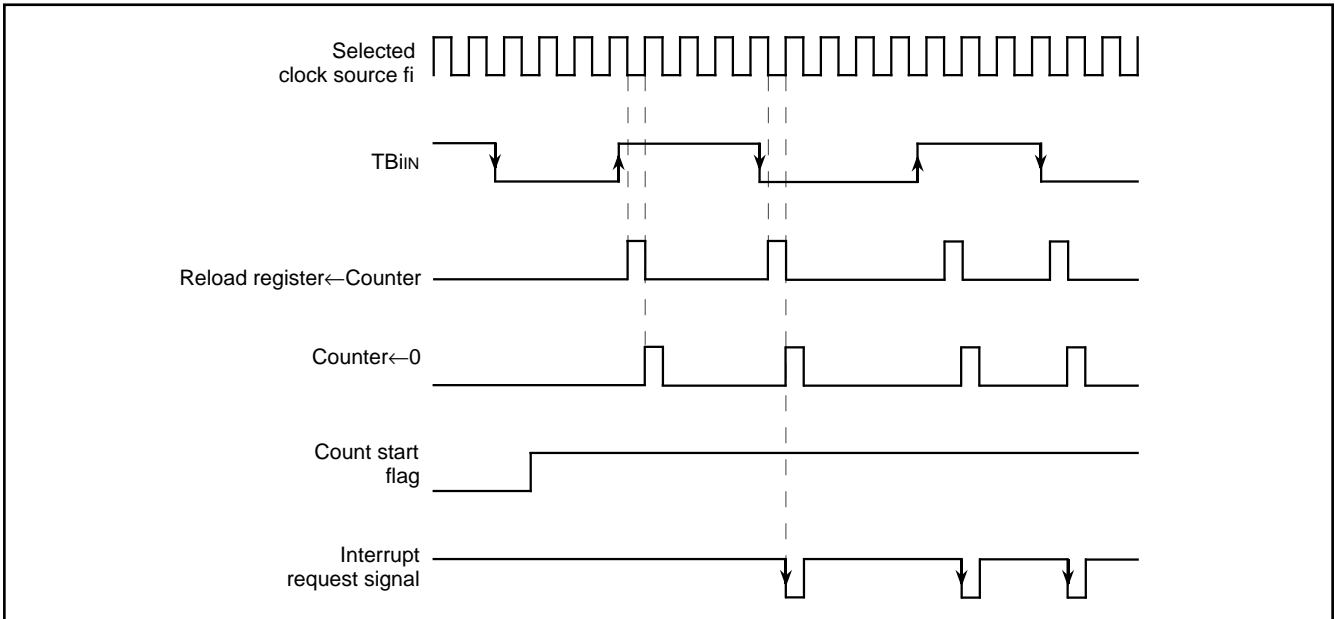 Selected
clock source fi
TBiIN
Reload register←Counter
Counter←0
Count start
flag
Interrupt
request signal